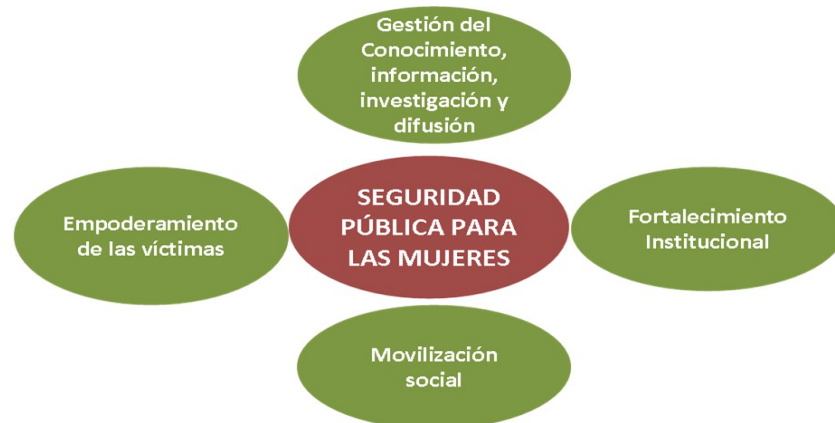 Gestión del
Conocimiento,
información,
investigación y
difusión
Empoderamiento
de las víctimas
SEGURIDAD
PÚBLICA PARA
LAS MUJERES
Fortalecimiento
Institucional
Movilización
social